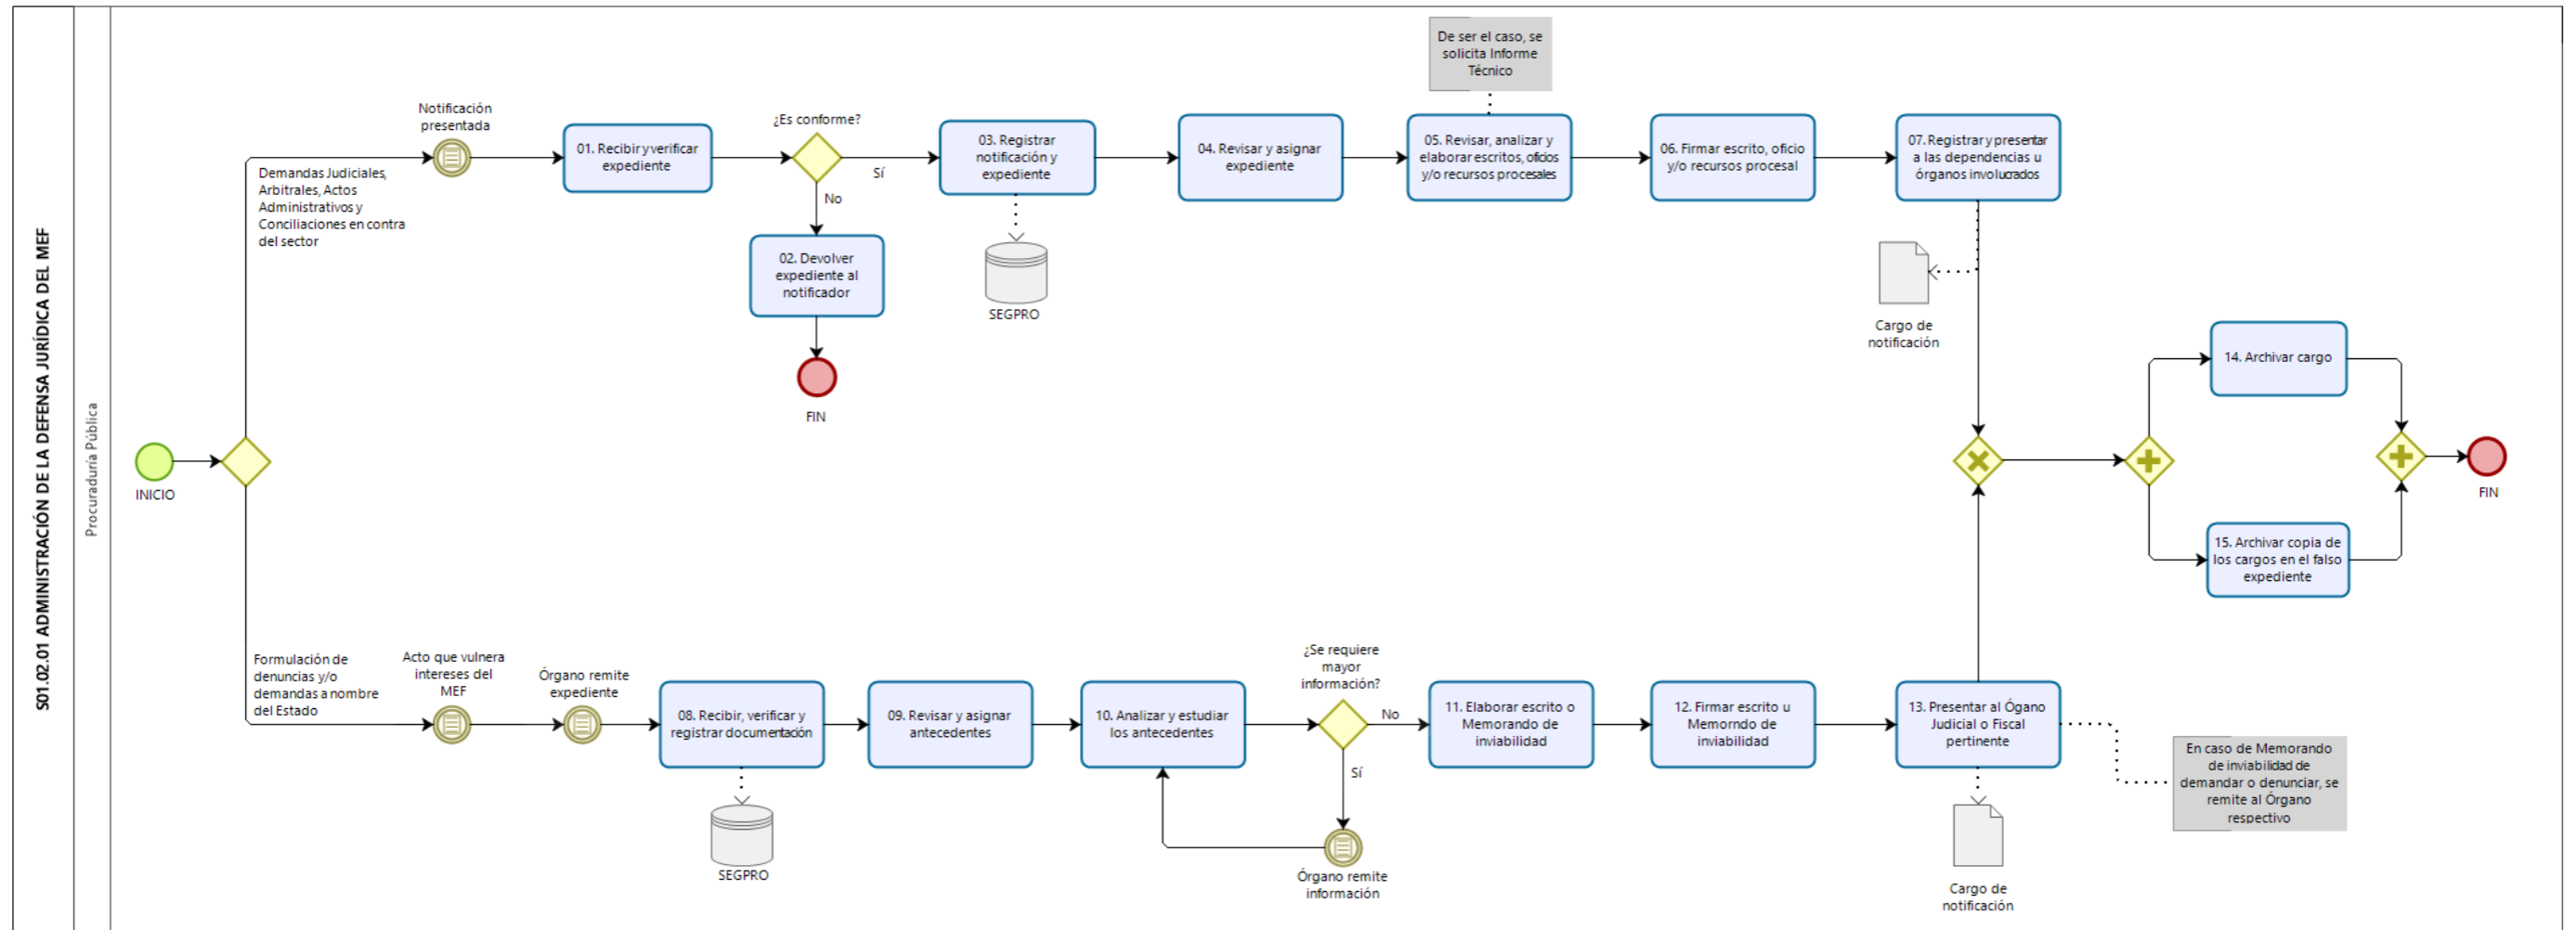 S01.02.01 ADMINISTRACIÓN DE LA DEFENSA JURÍDICA DEL MEF
Procuraduría Pública
INICIO
Demandas Judiciales,
Arbitrales, Actos
Administrativos y
Conciliaciones en contra
del sector
Notificación
presentada
01. Recibir y verificar
expediente
¿Es conforme?
Sí
No
02. Devolver
expediente al
notificador
FIN
03. Registrar
notificación y
expediente
SEGPRO
04. Revisar y asignar
expediente
De ser el caso, se
solicita Informe
Técnico
05. Revisar, analizar y
elaborar escritos, oficios
y/o recursos procesales
06. Firmar escrito, oficio
y/o recursos procesal
07. Registrar y presentar
a las dependencias u
órganos involucrados
Cargo de
notificación
14. Archivar cargo
15. Archivar copia de
los cargos en el falso
expediente
FIN
Formulación de
denuncias y/o
demandas a nombre
del Estado
Acto que vulnera
intereses del
MEF
Órgano remite
expediente
08. Recibir, verificar y
registrar documentación
SEGPRO
09. Revisar y asignar
antecedentes
10. Analizar y estudiar
los antecedentes
¿Se requiere
mayor
información?
No
Sí
Órgano remite
información
11. Elaborar escrito o
Memorando de
inviabilidad
12. Firmar escrito u
Memorndo de
inviabilidad
13. Presentar al Ógano
Judicial o Fiscal
pertinente
Cargo de
notificación
En caso de Memorando
de inviabilidad de
demandar o denunciar, se
remite al Órgano
respectivo